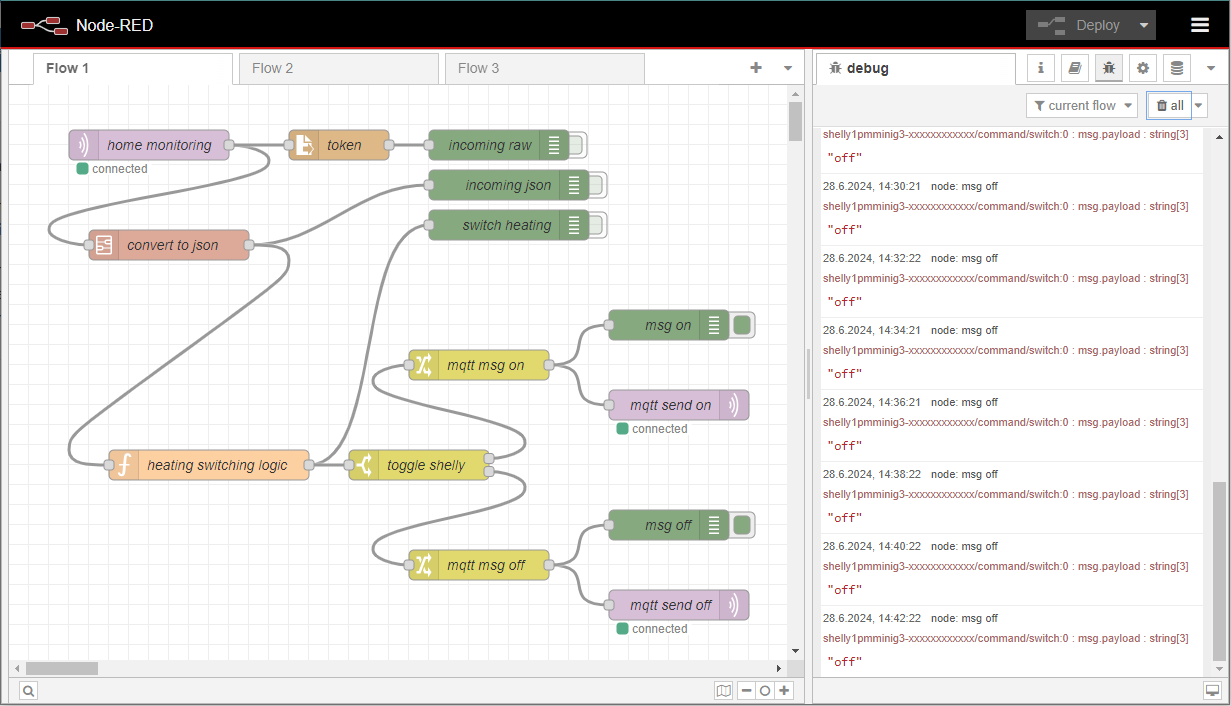 Node-RED
Deploy
Flow 1
Flow 2
Flow 3
home monitoring
connected
token
incoming raw
incoming json
switch heating
convert to json
msg on
mqtt msg on
mqtt send on
connected
heating switching logic
toggle shelly
msg off
mqtt msg off
mqtt send off
connected
debug
i
current flow
all
shelly1pmminig3-xxxxxxxxxxxx/command/switch:0 : msg.payload : string[3]
"off"
28.6.2024, 14:30:21 node: msg off
shelly1pmminig3-xxxxxxxxxxxx/command/switch:0 : msg.payload : string[3]
"off"
28.6.2024, 14:32:22 node: msg off
shelly1pmminig3-xxxxxxxxxxxx/command/switch:0 : msg.payload : string[3]
"off"
28.6.2024, 14:34:21 node: msg off
shelly1pmminig3-xxxxxxxxxxxx/command/switch:0 : msg.payload : string[3]
"off"
28.6.2024, 14:36:21 node: msg off
shelly1pmminig3-xxxxxxxxxxxx/command/switch:0 : msg.payload : string[3]
"off"
28.6.2024, 14:38:22 node: msg off
shelly1pmminig3-xxxxxxxxxxxx/command/switch:0 : msg.payload : string[3]
"off"
28.6.2024, 14:40:22 node: msg off
shelly1pmminig3-xxxxxxxxxxxx/command/switch:0 : msg.payload : string[3]
"off"
28.6.2024, 14:42:22 node: msg off
shelly1pmminig3-xxxxxxxxxxxx/command/switch:0 : msg.payload : string[3]
"off"